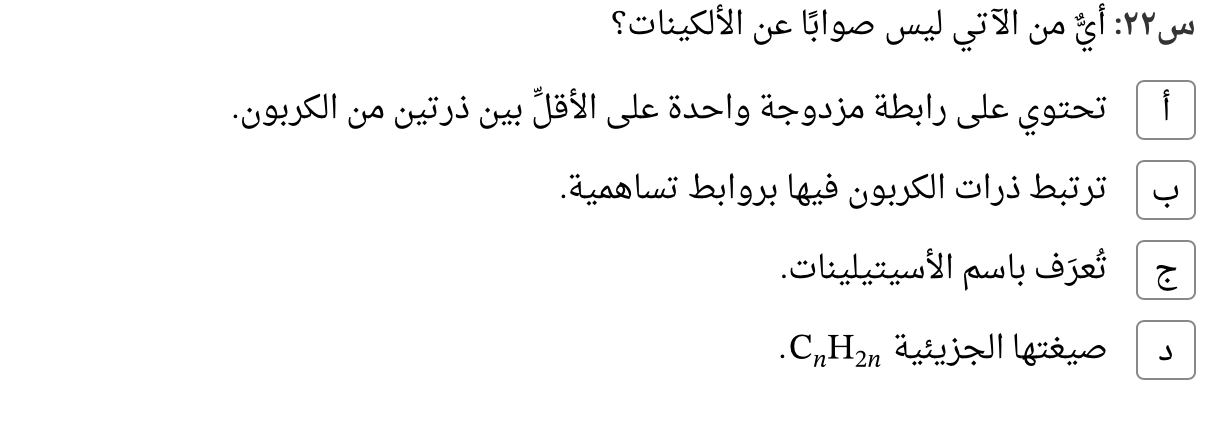 س٢٢: أيٌّ من الآتي ليس صوابًا عن الألكينات؟
أ تحتوي على رابطة مزدوجة واحدة على الأقلِّ بين ذرتين من الكربون.
ب ترتبط ذرات الكربون فيها بروابط تساهمية.
ج تُعرَف باسم الأسيتيلينات.
د صيغتها الجزيئية CnH2n.